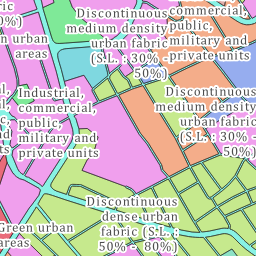 Discontinuous
medium density
urban fabric
(S.L. : 30% -
50%)
commercial,
public,
military and
private units
n urban
areas
Industrial,
commercial,
public,
military and
private units
Discontinuous
medium density
urban fabric
(S.L. : 30% -
50%)
Discontinuous
dense urban
fabric (S.L. :
50% - 80%)
Green urban
areas